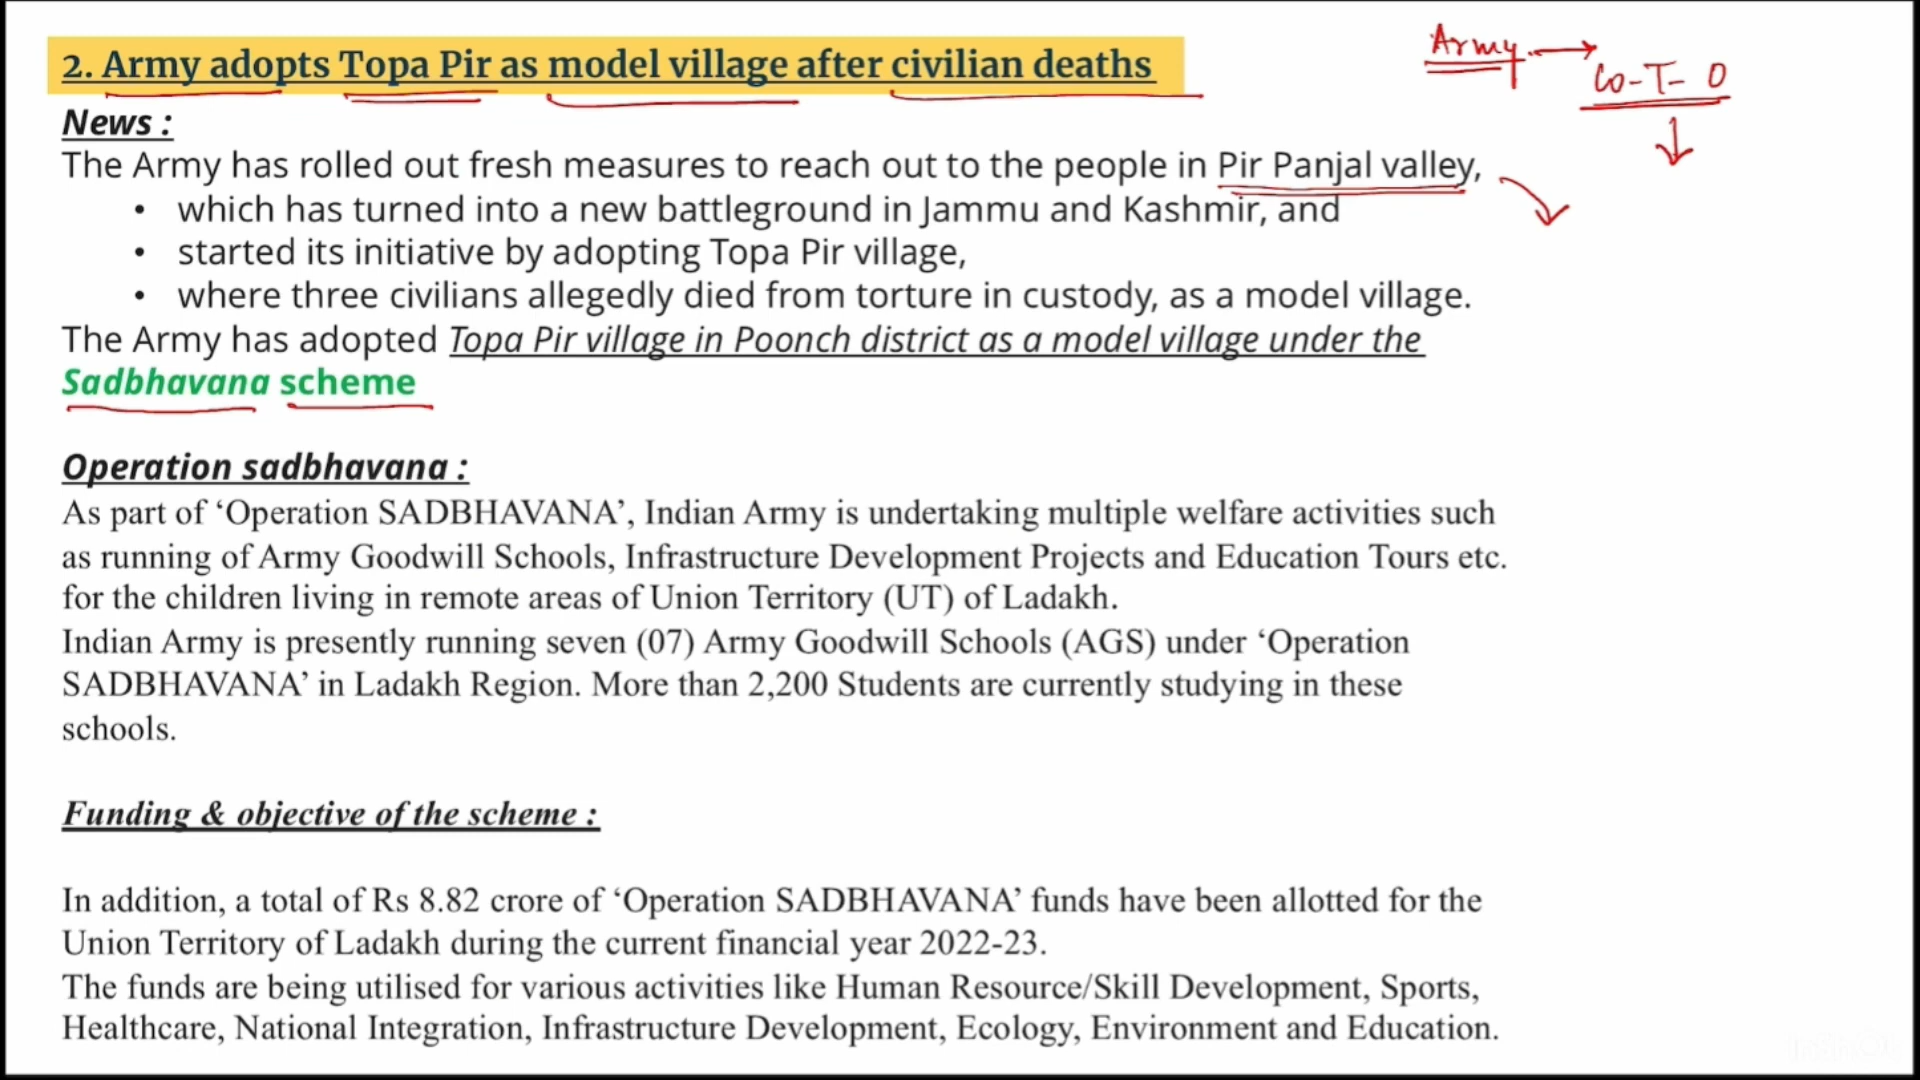 2. Army adopts Topa Pir as model village after civilian deaths
Army → Co-T-O
News :
The Army has rolled out fresh measures to reach out to the people in Pir Panjal valley,
• which has turned into a new battleground in Jammu and Kashmir, and
• started its initiative by adopting Topa Pir village,
• where three civilians allegedly died from torture in custody, as a model village.
The Army has adopted Topa Pir village in Poonch district as a model village under the
Sadbhavana scheme
Operation sadbhavana :
As part of ‘Operation SADBHAVANA’, Indian Army is undertaking multiple welfare activities such
as running of Army Goodwill Schools, Infrastructure Development Projects and Education Tours etc.
for the children living in remote areas of Union Territory (UT) of Ladakh.
Indian Army is presently running seven (07) Army Goodwill Schools (AGS) under ‘Operation
SADBHAVANA’ in Ladakh Region. More than 2,200 Students are currently studying in these
schools.
Funding & objective of the scheme :
In addition, a total of Rs 8.82 crore of ‘Operation SADBHAVANA’ funds have been allotted for the
Union Territory of Ladakh during the current financial year 2022-23.
The funds are being utilised for various activities like Human Resource/Skill Development, Sports,
Healthcare, National Integration, Infrastructure Development, Ecology, Environment and Education.